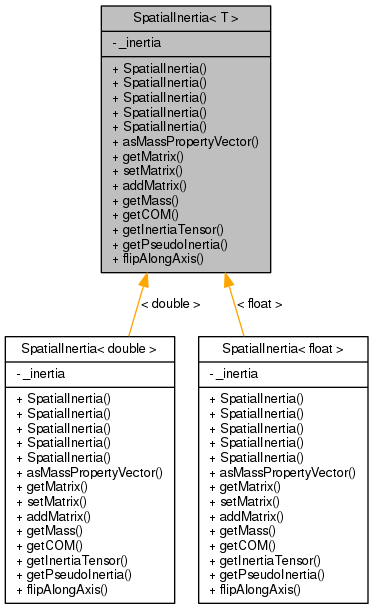 SpatialInertia< T >
- _inertia
+ SpatialInertia()
+ SpatialInertia()
+ SpatialInertia()
+ SpatialInertia()
+ SpatialInertia()
+ asMassPropertyVector()
+ getMatrix()
+ setMatrix()
+ addMatrix()
+ getMass()
+ getCOM()
+ getInertiaTensor()
+ getPseudoInertia()
+ flipAlongAxis()
< double >
< float >
SpatialInertia< double >
- _inertia
+ SpatialInertia()
+ SpatialInertia()
+ SpatialInertia()
+ SpatialInertia()
+ SpatialInertia()
+ asMassPropertyVector()
+ getMatrix()
+ setMatrix()
+ addMatrix()
+ getMass()
+ getCOM()
+ getInertiaTensor()
+ getPseudoInertia()
+ flipAlongAxis()
SpatialInertia< float >
- _inertia
+ SpatialInertia()
+ SpatialInertia()
+ SpatialInertia()
+ SpatialInertia()
+ SpatialInertia()
+ asMassPropertyVector()
+ getMatrix()
+ setMatrix()
+ addMatrix()
+ getMass()
+ getCOM()
+ getInertiaTensor()
+ getPseudoInertia()
+ flipAlongAxis()